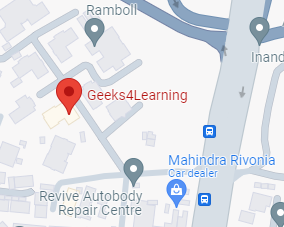 Ramboll
Inand
Geeks4Learning
Mahindra Rivonia
Car dealer
Revive Autobody
Repair Centre